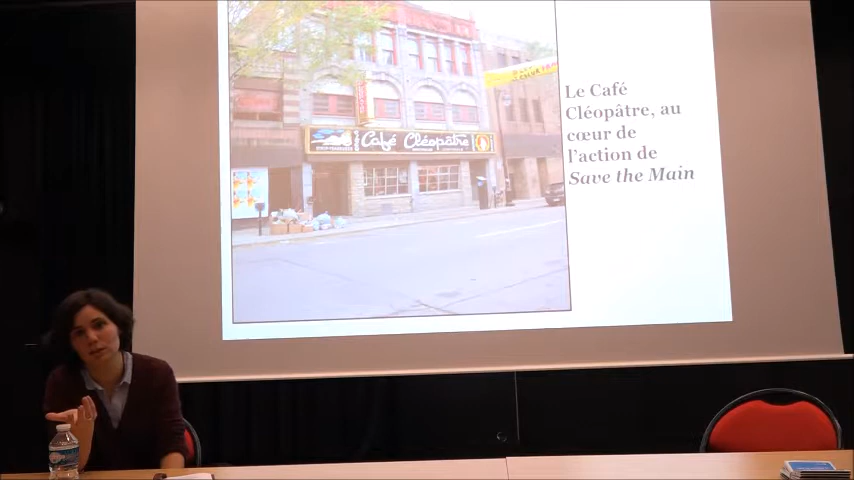 Café Cléopâtre
Le Café
Cléopâtre, au
cœur de
l'action de
Save the Main